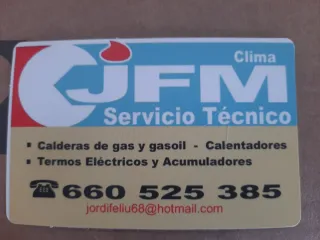 Clima
JFM
Servicio Técnico
▪ Calderas de gas y gasoil - Calentadores
▪ Termos Eléctricos y Acumuladores
☎ 660 525 385
jordifeliu68@hotmail.com